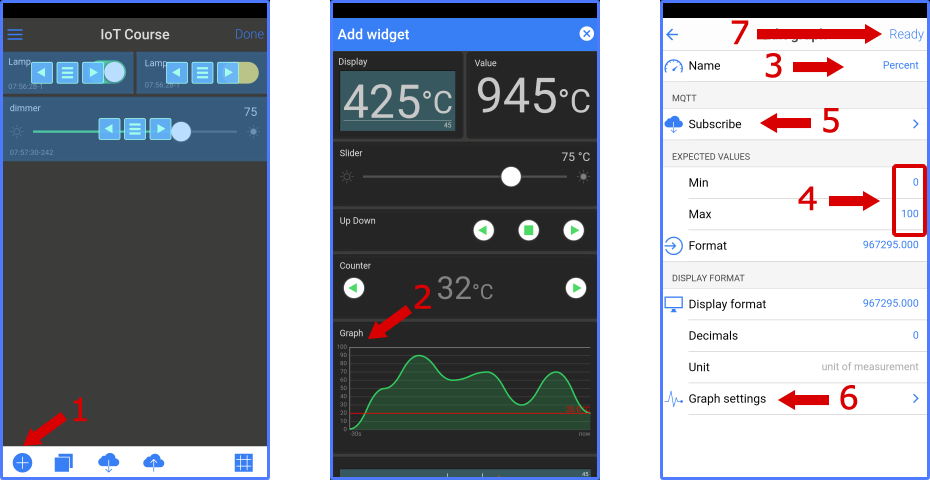 IoT Course
Done
Lamp
Lamp
07:56:28-1
07:56:28-1
dimmer
75
07:57:30-242
1
Add widget
Display
425°C
45
Value
945°C
Slider
75 °C
Up Down
Counter
32°C
2
Graph
100
90
80
70
60
50
40
30
20
10
0
-30s
now
45
7
Ready
3
Name
Percent
MQTT
Subscribe
5
EXPECTED VALUES
Min
0
4
Max
100
Format
967295.000
DISPLAY FORMAT
Display format
967295.000
Decimals
0
Unit
unit of measurement
Graph settings
6